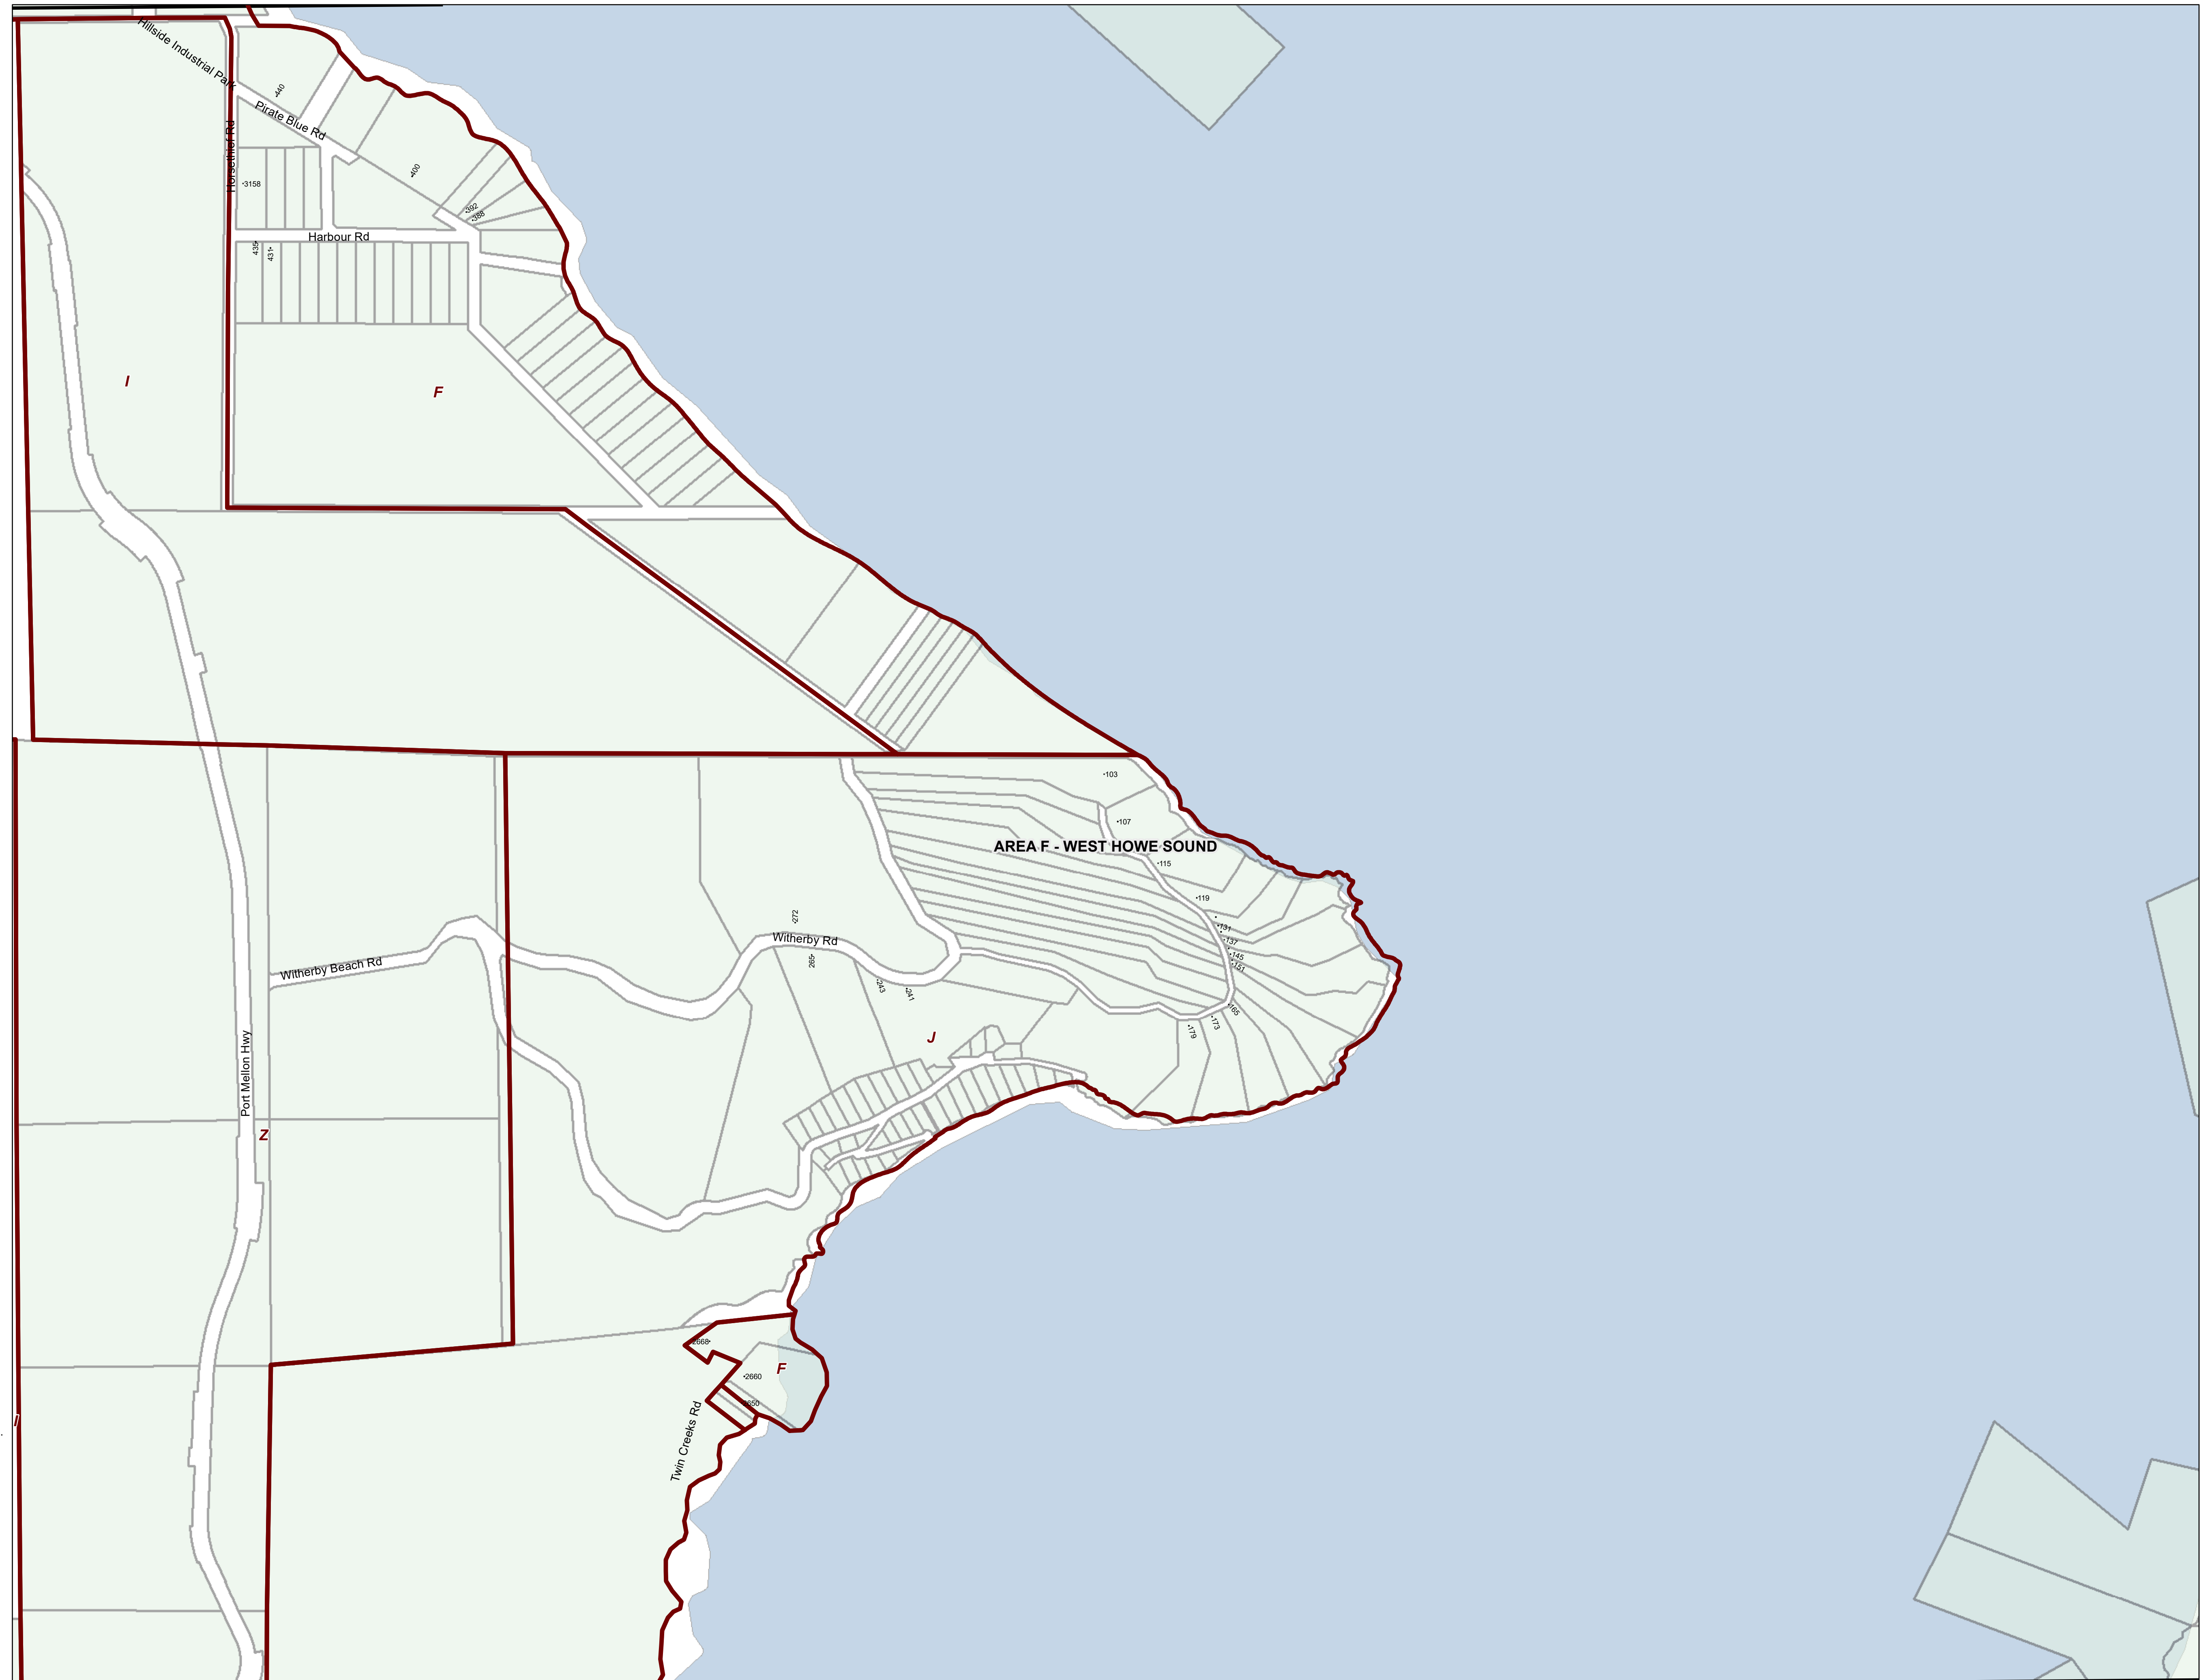 Hillside Industrial Park
440
Pirate Blue Rd
Horsethief Rd
400
3158
392
388
Harbour Rd
435
431
I
F
103
107
AREA F - WEST HOWE SOUND
115
119
131
137
145
151
272
Witherby Rd
265
243
241
Witherby Beach Rd
165
173
179
J
Port Mellon Hwy
Z
2668
F
2660
2650
I
Twin Creeks Rd